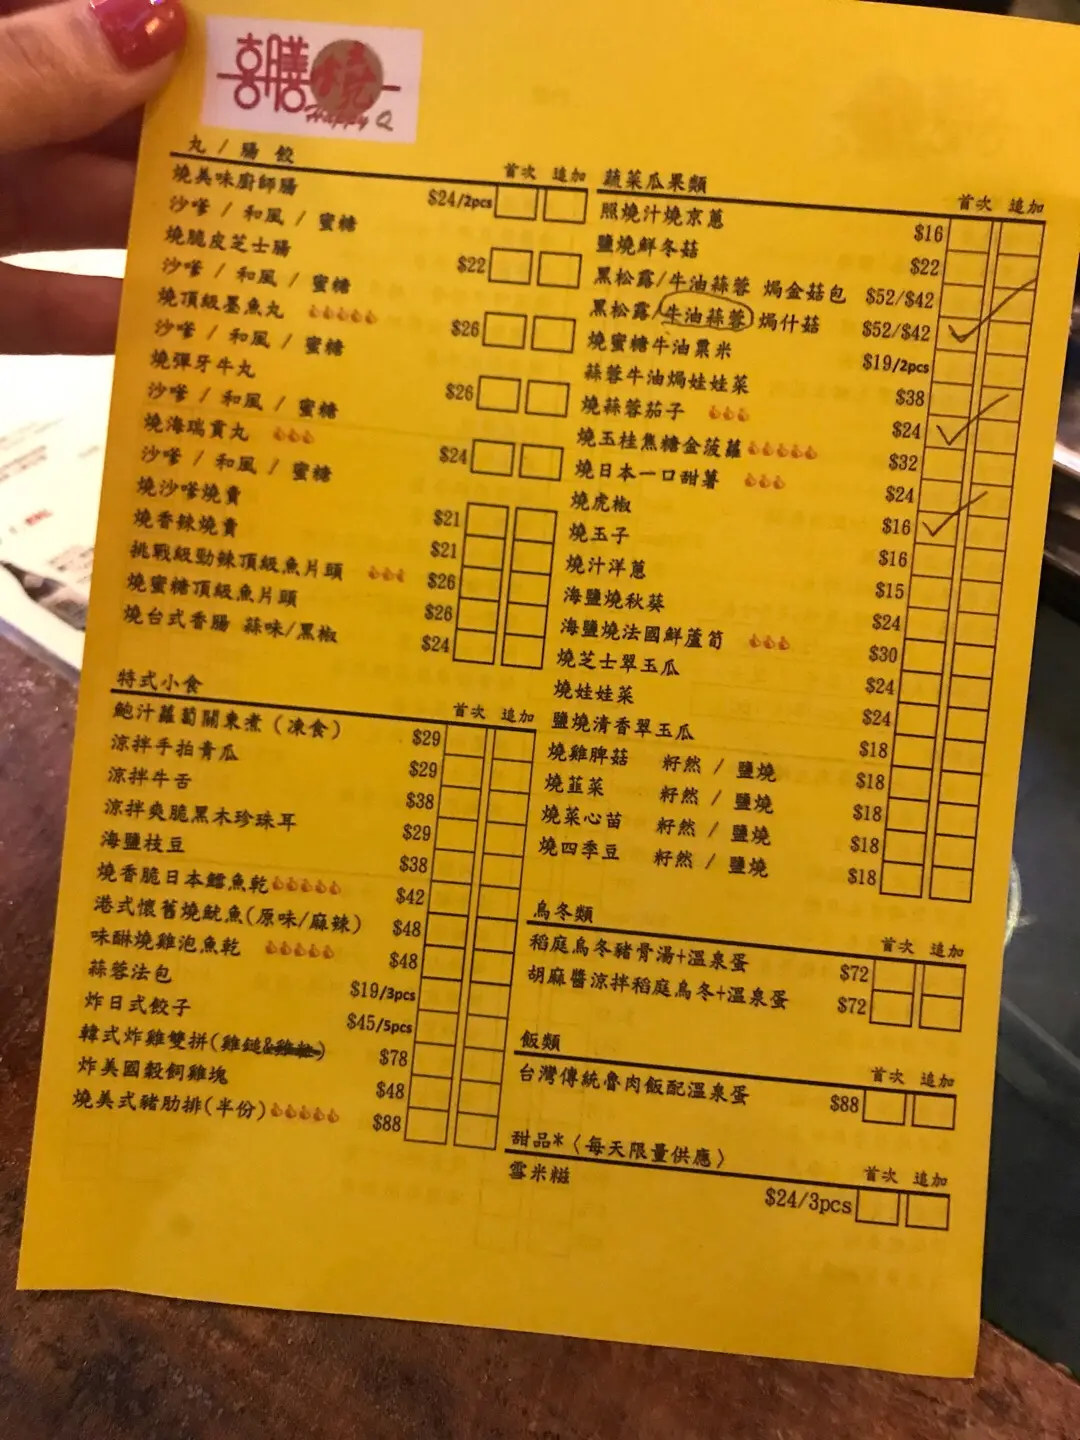 喜膳燒
Happy Q
丸 / 腸 餃 首次 追加
燒美味廚師腸 $24/2pcs
沙嗲 / 和風 / 蜜糖
燒脆皮芝士腸 $22
沙嗲 / 和風 / 蜜糖
燒頂級墨魚丸 $26
沙嗲 / 和風 / 蜜糖
燒彈牙牛丸 $26
沙嗲 / 和風 / 蜜糖
燒海瑞貢丸 $24
沙嗲 / 和風 / 蜜糖
燒沙嗲燒賣 $21
燒香辣燒賣 $21
挑戰級勁辣頂級魚片頭 $26
燒蜜糖頂級魚片頭 $26
燒台式香腸 蒜味/黑椒 $24
特式小食 首次 追加
鮑汁蘿蔔關東煮（凍食） $29
涼拌手拍青瓜 $29
涼拌牛舌 $38
涼拌爽脆黑木珍珠耳 $29
海鹽枝豆 $38
燒香脆日本鱈魚乾 $42
港式懷舊燒魷魚(原味/麻辣) $48
味醂燒雞泡魚乾 $48
蒜蓉法包 $19/3pcs
炸日式餃子 $45/5pcs
韓式炸雞雙拼(雞鎚&雞) $78
炸美國穀飼雞塊 $48
燒美式豬肋排(半份) $88
蔬菜瓜果類 首次 追加
照燒汁燒京蔥 $16
鹽燒鮮冬菇 $22
黑松露/牛油蒜蓉 焗金菇包 $52/$42
黑松露/牛油蒜蓉 焗什菇 $52/$42
燒蜜糖牛油粟米 $19/2pcs
蒜蓉牛油焗娃娃菜 $38
燒蒜蓉茄子 $24
燒玉桂焦糖金菠蘿 $32
燒日本一口甜薯 $24
燒虎椒 $16
燒玉子 $16
燒汁洋蔥 $15
海鹽燒秋葵 $24
海鹽燒法國鮮蘆筍 $30
燒芝士翠玉瓜 $24
燒娃娃菜 $24
鹽燒清香翠玉瓜 $18
燒雞脾菇 籽然 / 鹽燒 $18
燒韮菜 籽然 / 鹽燒 $18
燒菜心苗 籽然 / 鹽燒 $18
燒四季豆 籽然 / 鹽燒 $18
烏冬類 首次 追加
稻庭烏冬豬骨湯+溫泉蛋 $72
胡麻醬涼拌稻庭烏冬+溫泉蛋 $72
飯類 首次 追加
台灣傳統魯肉飯配溫泉蛋 $88
甜品*〈每天限量供應〉 首次 追加
雪米糍 $24/3pcs